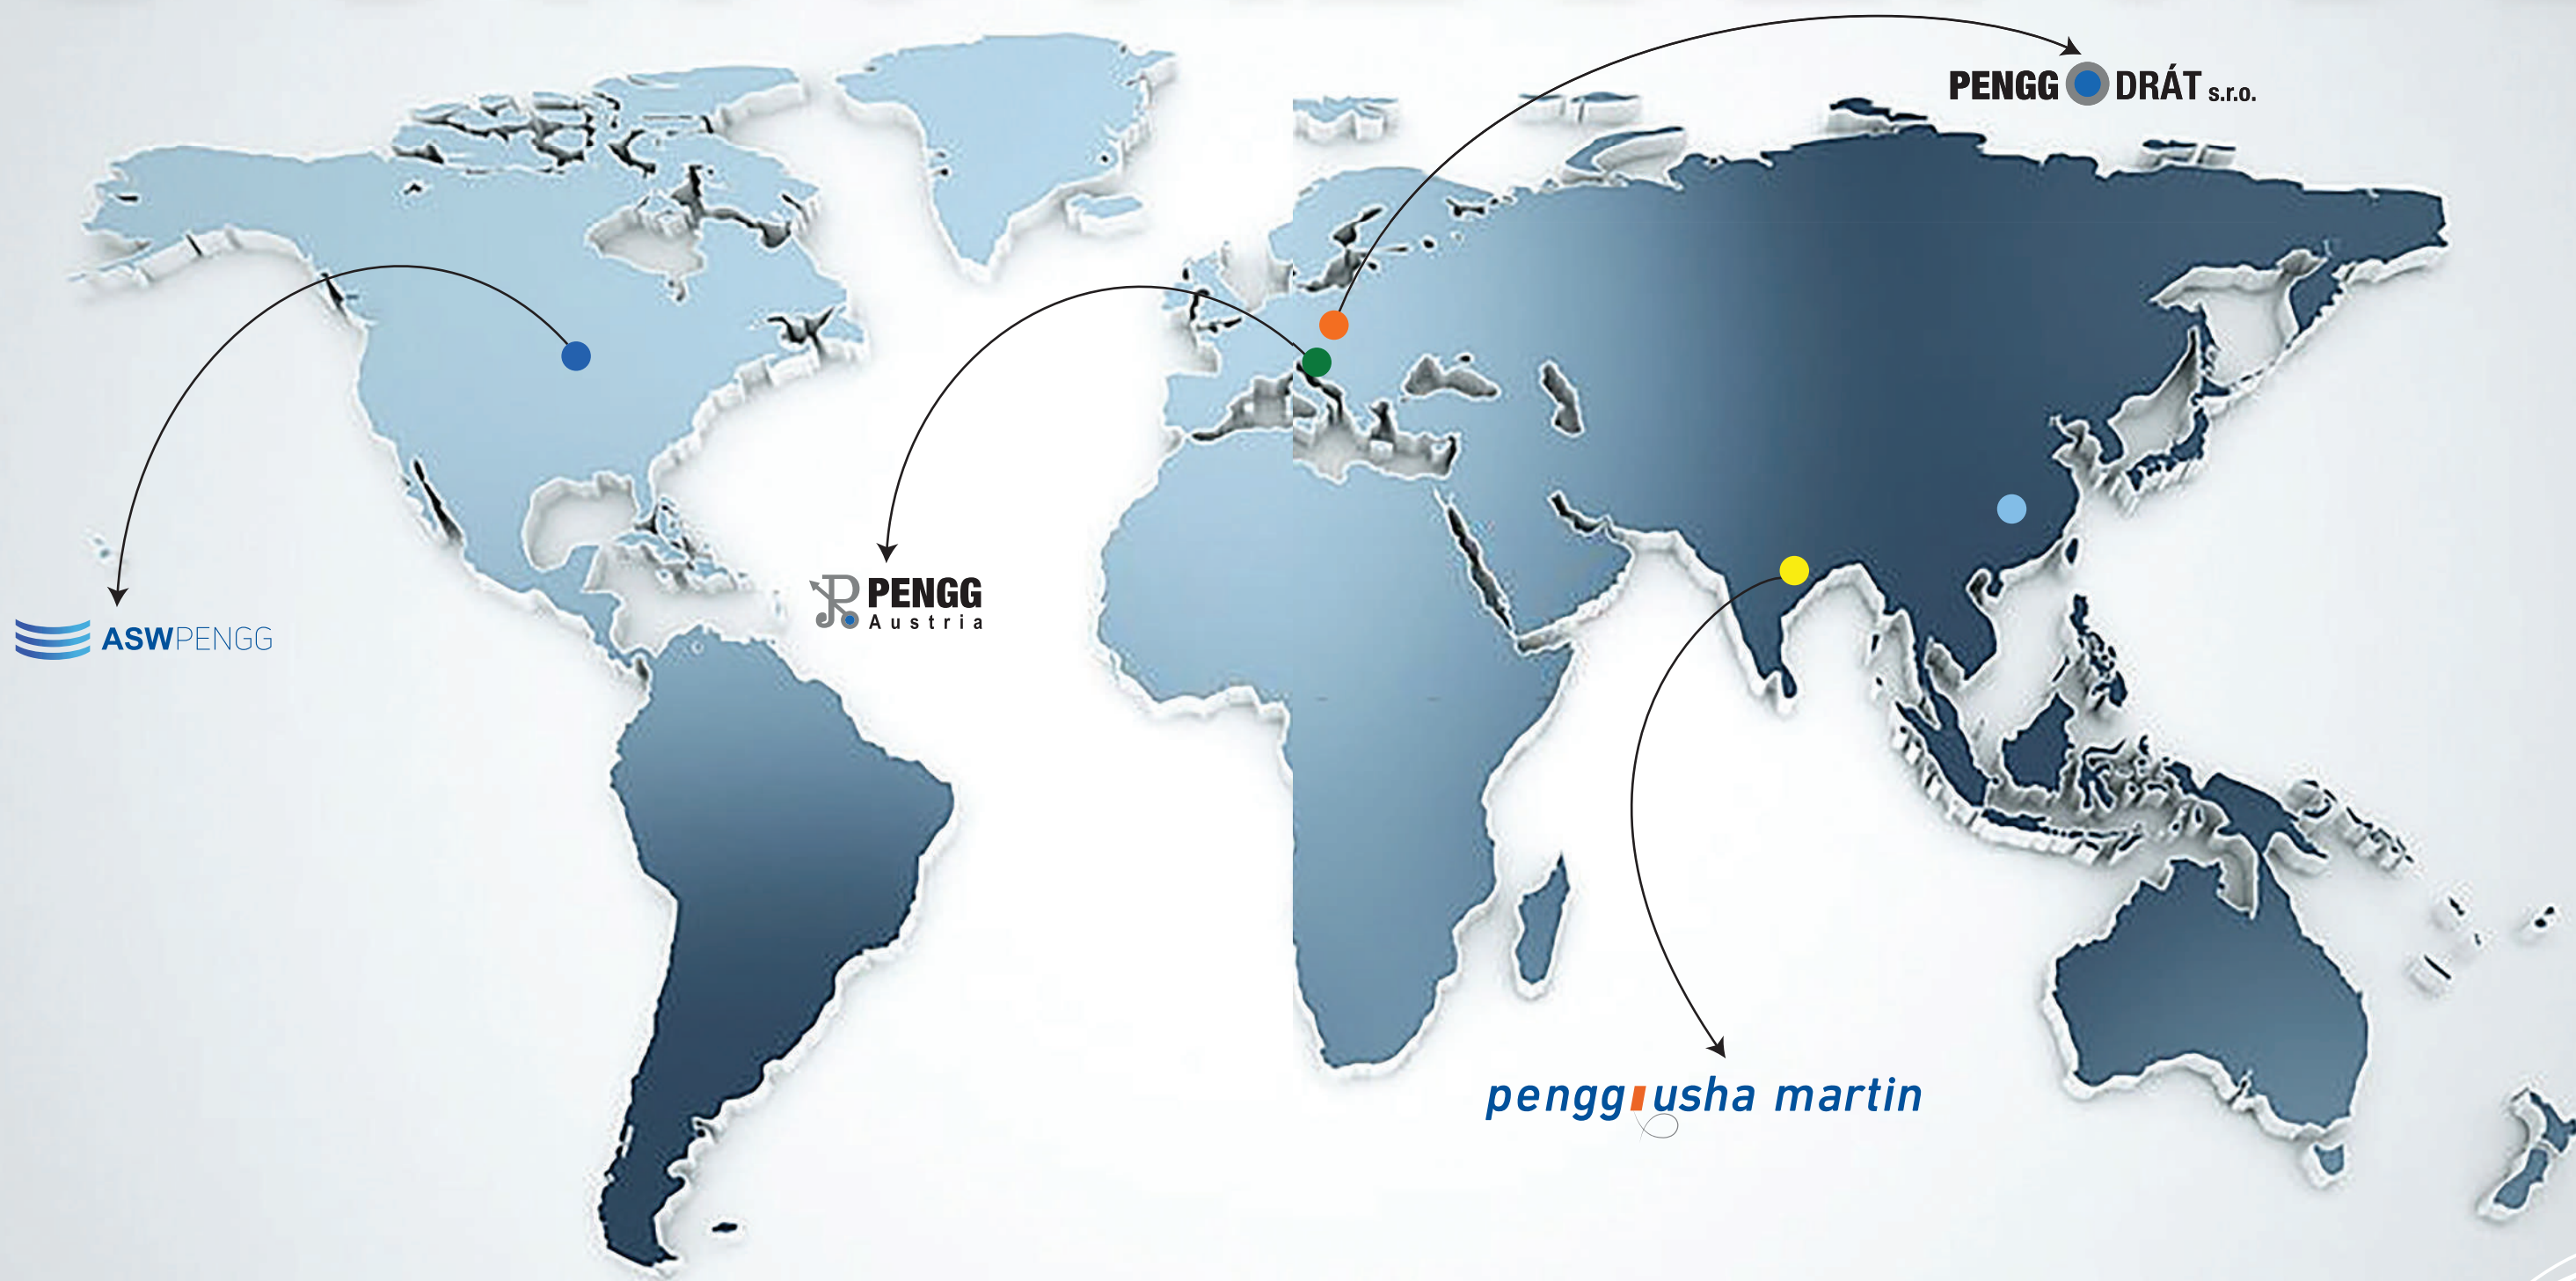 PENGG DRÁT s.r.o.
PENGG
Austria
ASWPENGG
pengg usha martin